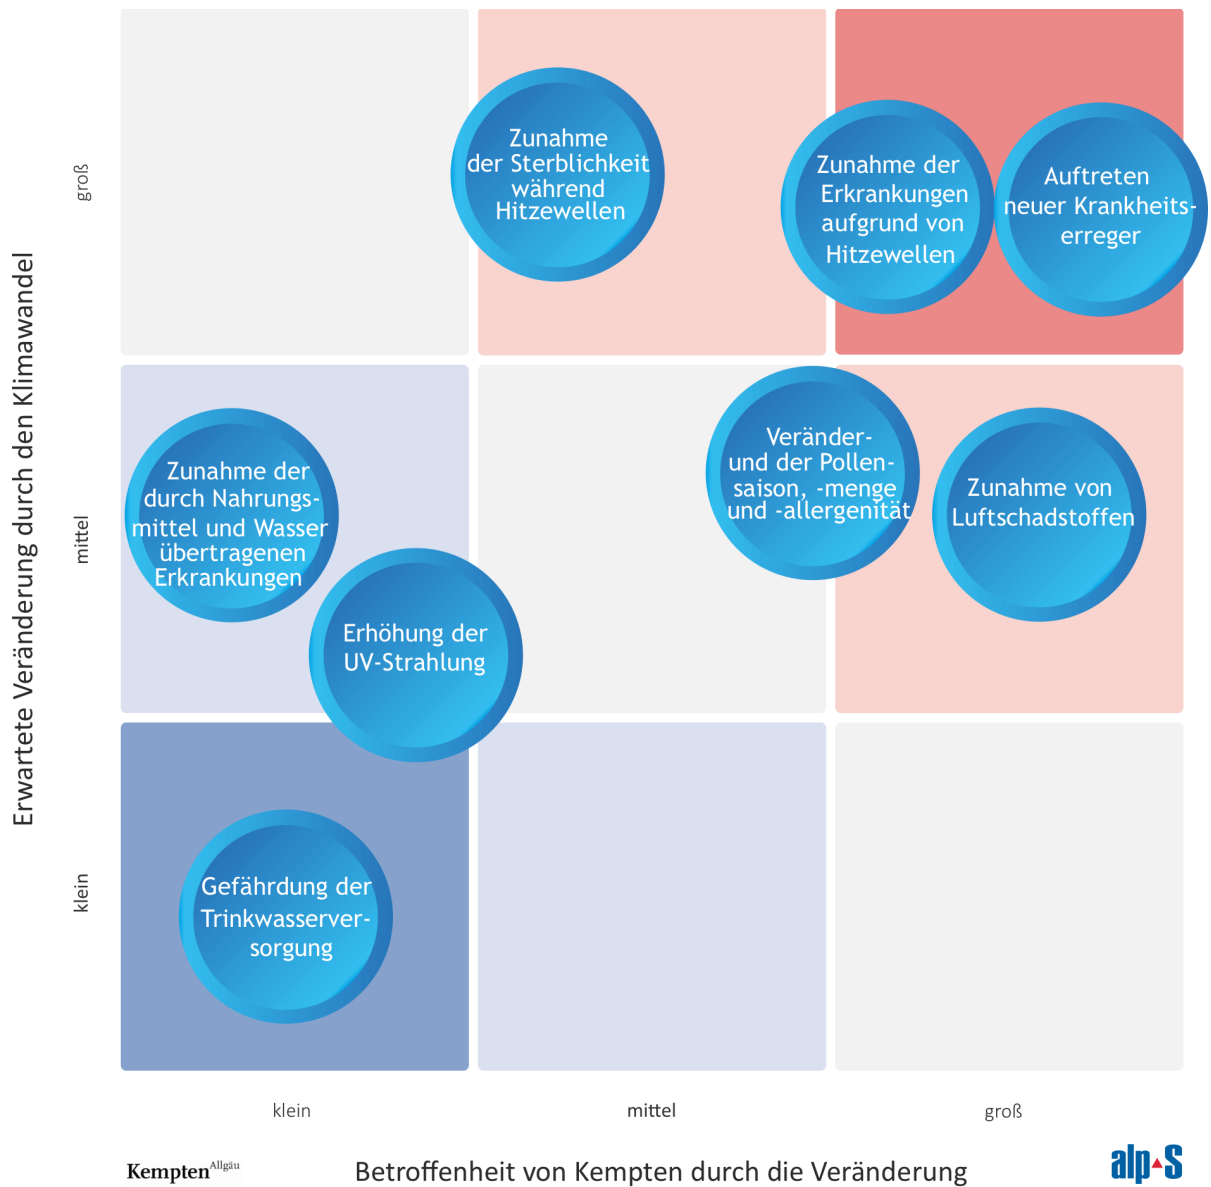 Erwartete Veränderung durch den Klimawandel
groß
Zunahme
der Sterblichkeit
während
Hitzewellen
Zunahme der
Erkrankungen
aufgrund von
Hitzewellen
Auftreten
neuer Krankheits-
erreger
mittel
Zunahme der
durch Nahrungs-
mittel und Wasser
übertragenen
Erkrankungen
Erhöhung der
UV-Strahlung
Veränder-
und der Pollen-
saison, -menge
und -allergenität
Zunahme von
Luftschadstoffen
klein
Gefährdung der
Trinkwasserver-
sorgung
klein
mittel
groß
Kempten Allgäu
Betroffenheit von Kempten durch die Veränderung
alpS